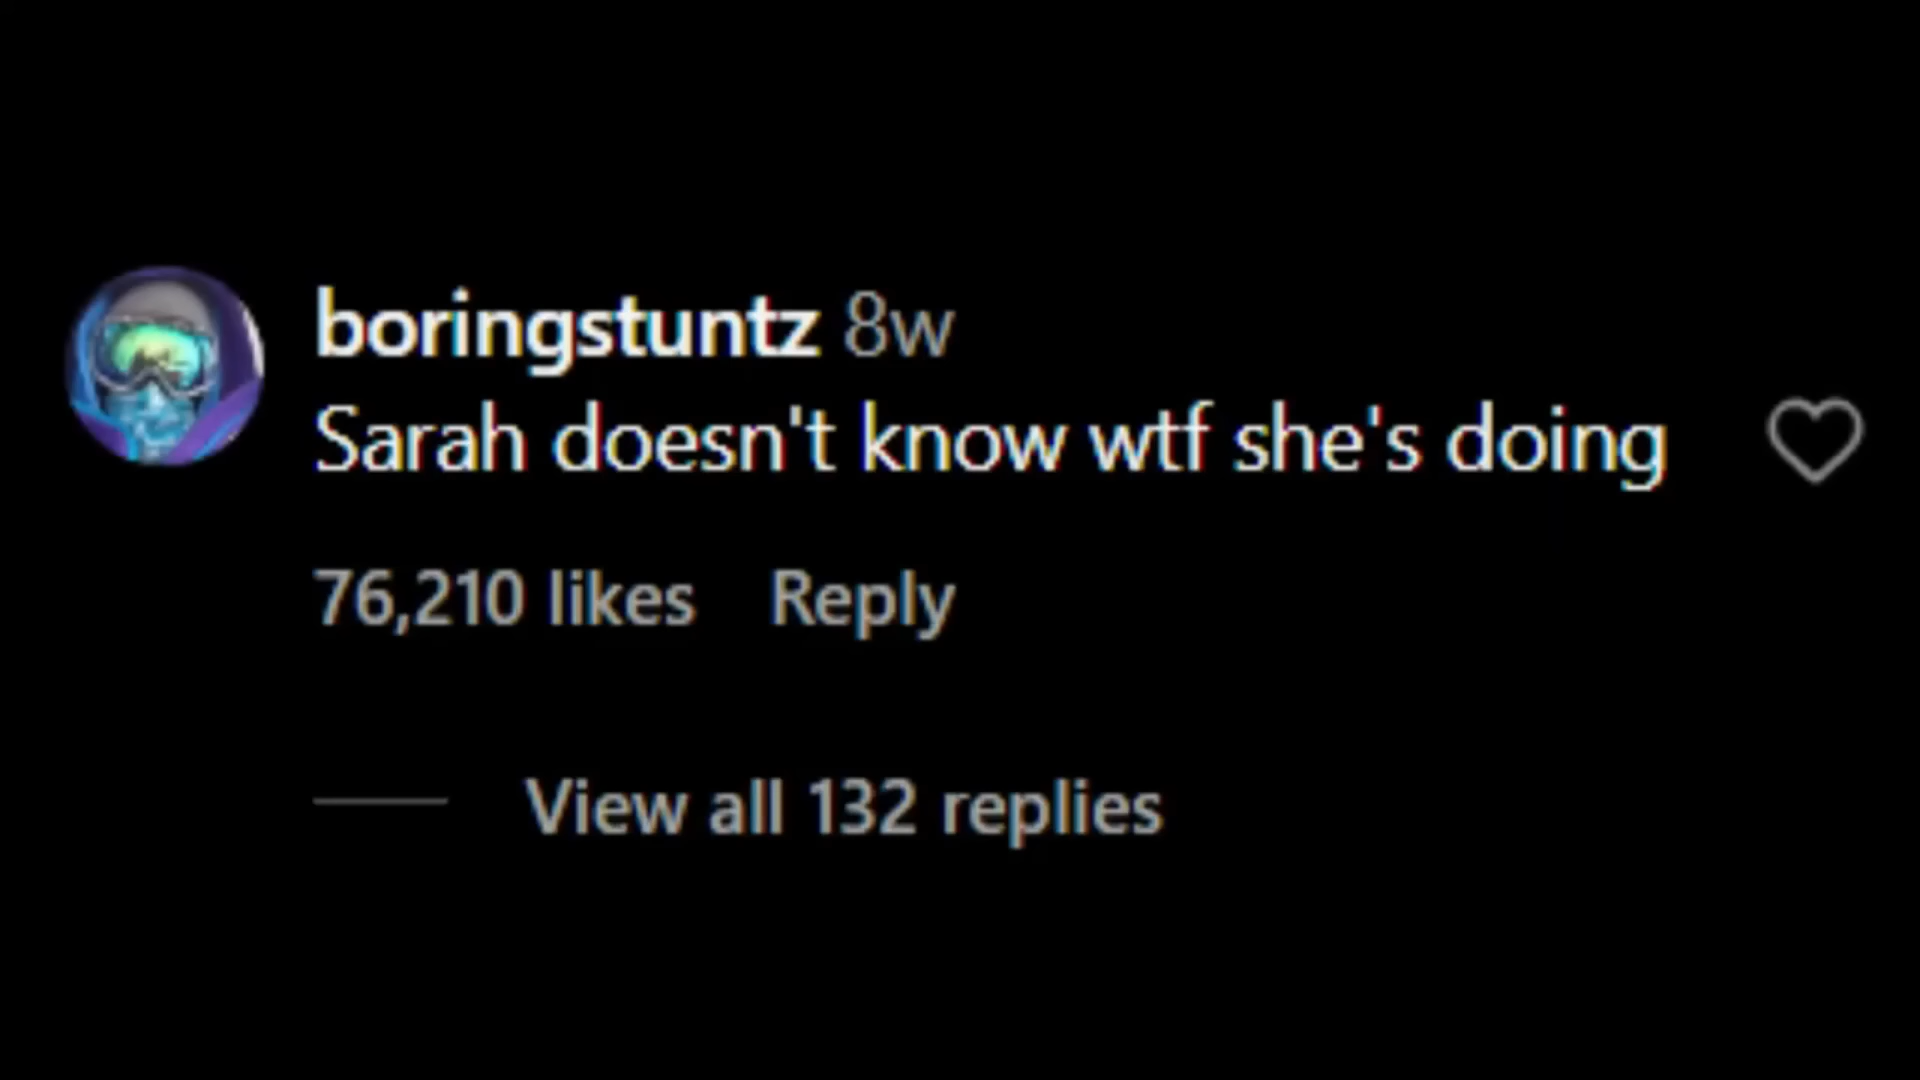 boringstuntz 8w
Sarah doesn't know wtf she's doing
76,210 likes Reply
View all 132 replies